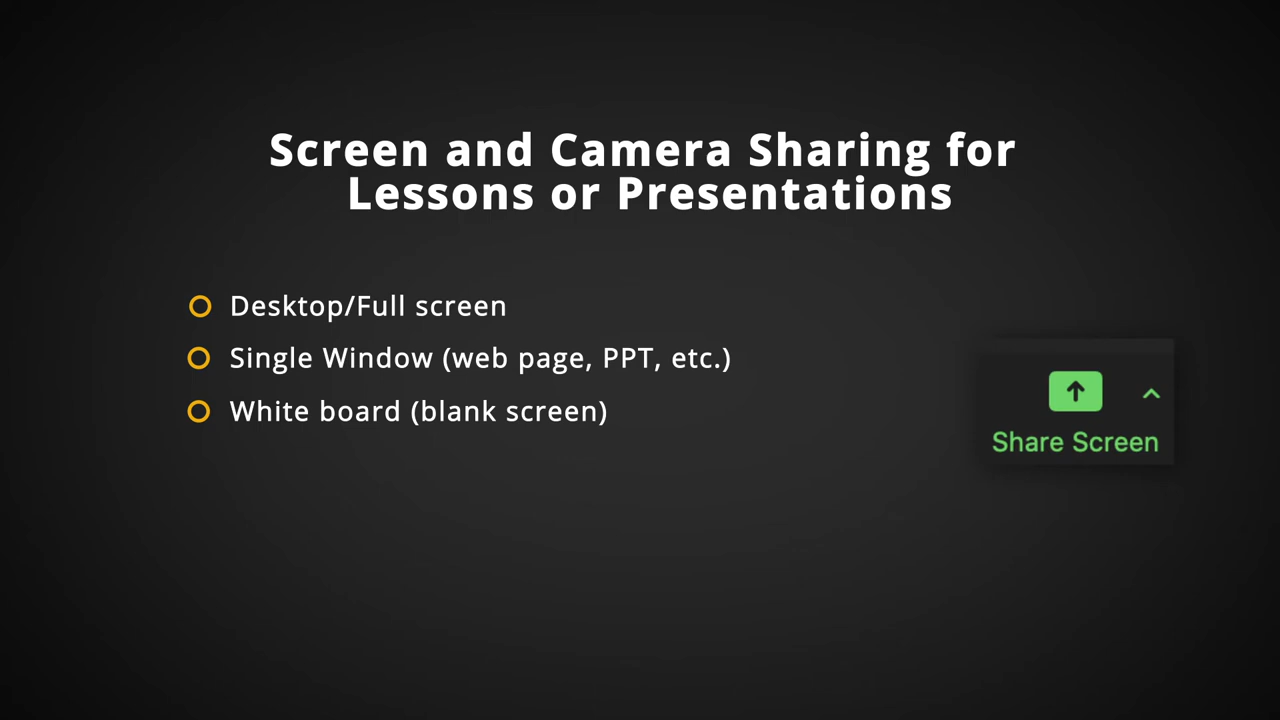 Screen and Camera Sharing for
Lessons or Presentations
Desktop/Full screen
Single Window (web page, PPT, etc.)
White board (blank screen)
Share Screen